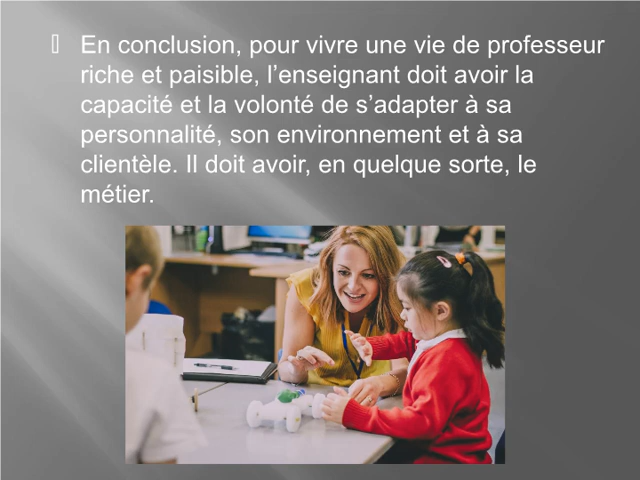 En conclusion, pour vivre une vie de professeur
riche et paisible, l’enseignant doit avoir la
capacité et la volonté de s’adapter à sa
personnalité, son environnement et à sa
clientèle. Il doit avoir, en quelque sorte, le
métier.